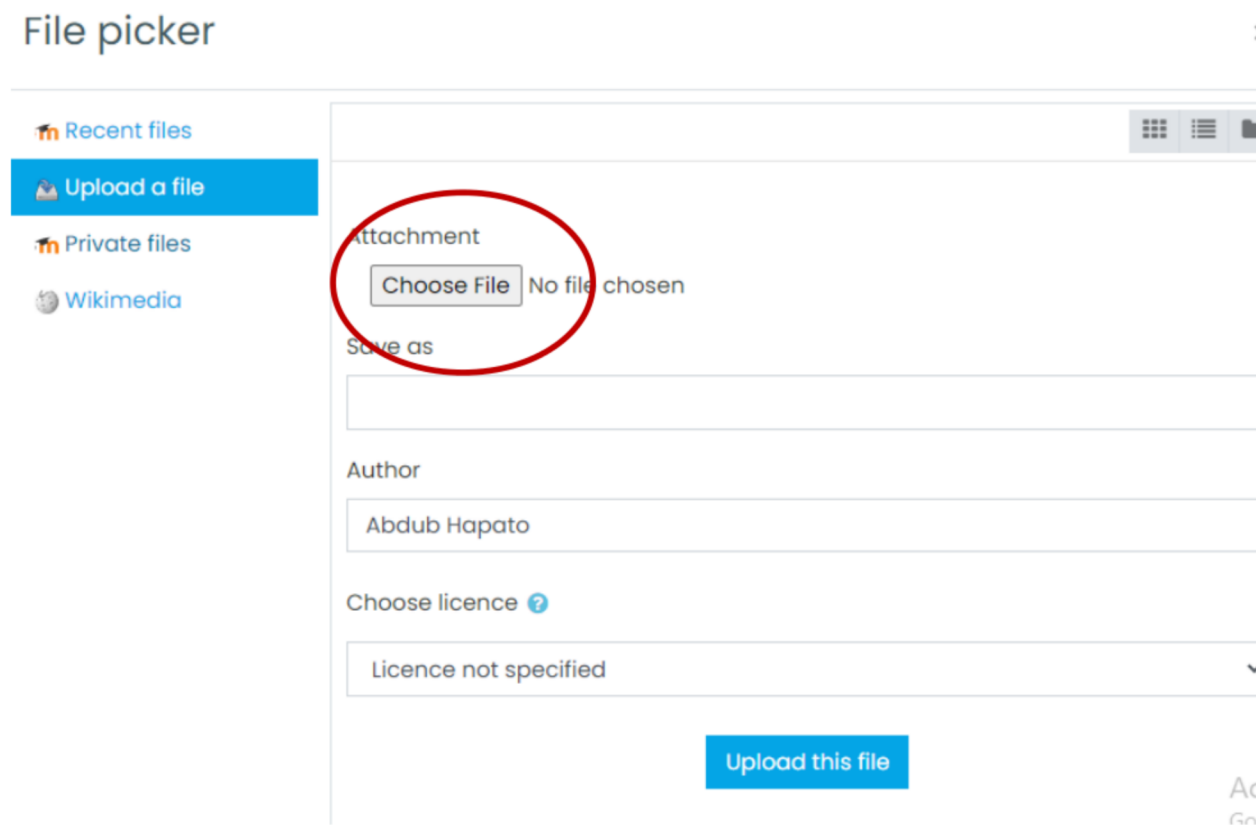 File picker
Recent files
Upload a file
Private files
Wikimedia
Attachment
Choose File No file chosen
Save as
Author
Abdub Hapato
Choose licence
Licence not specified
Upload this file